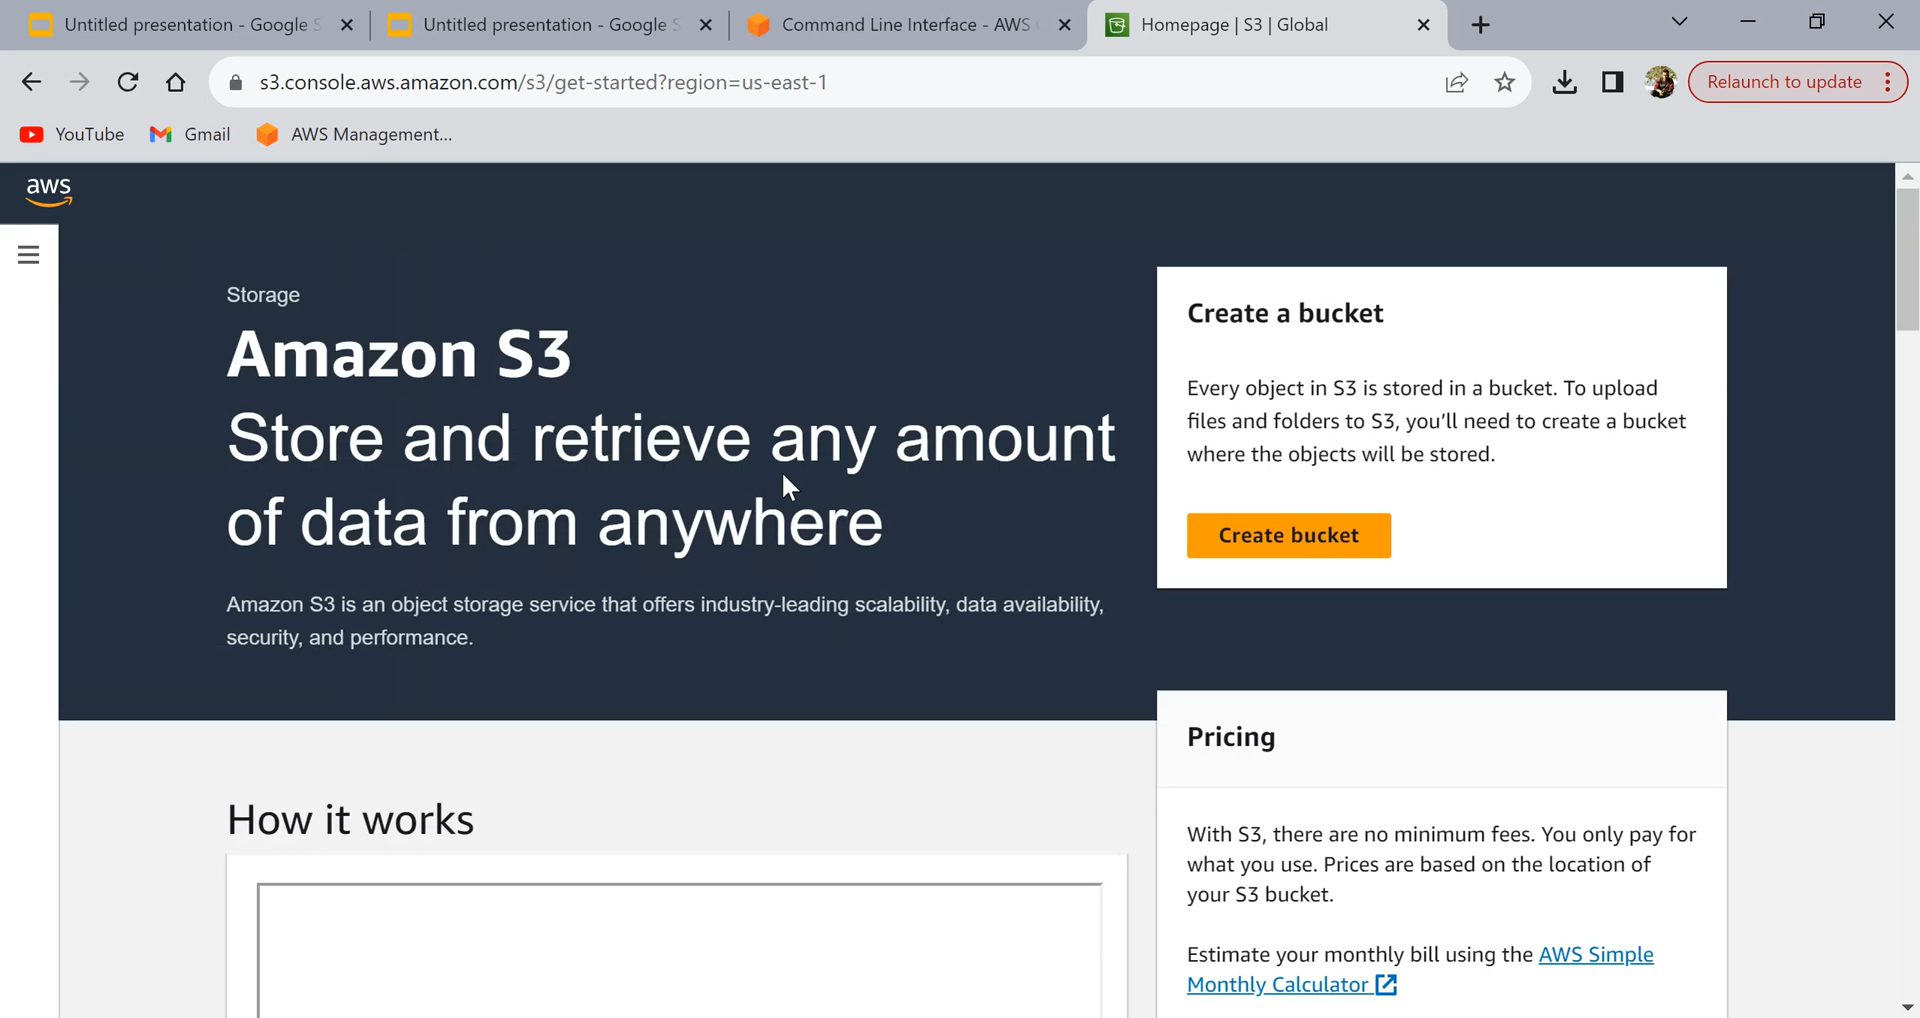 Untitled presentation - Google S
Untitled presentation - Google S
Command Line Interface - AWS
Homepage | S3 | Global
s3.console.aws.amazon.com/s3/get-started?region=us-east-1
Relaunch to update
YouTube
Gmail
AWS Management...
aws
Storage
Amazon S3
Store and retrieve any amount
of data from anywhere
Amazon S3 is an object storage service that offers industry-leading scalability, data availability,
security, and performance.
Create a bucket
Every object in S3 is stored in a bucket. To upload
files and folders to S3, you'll need to create a bucket
where the objects will be stored.
Create bucket
How it works
Pricing
With S3, there are no minimum fees. You only pay for
what you use. Prices are based on the location of
your S3 bucket.
Estimate your monthly bill using the AWS Simple
Monthly Calculator